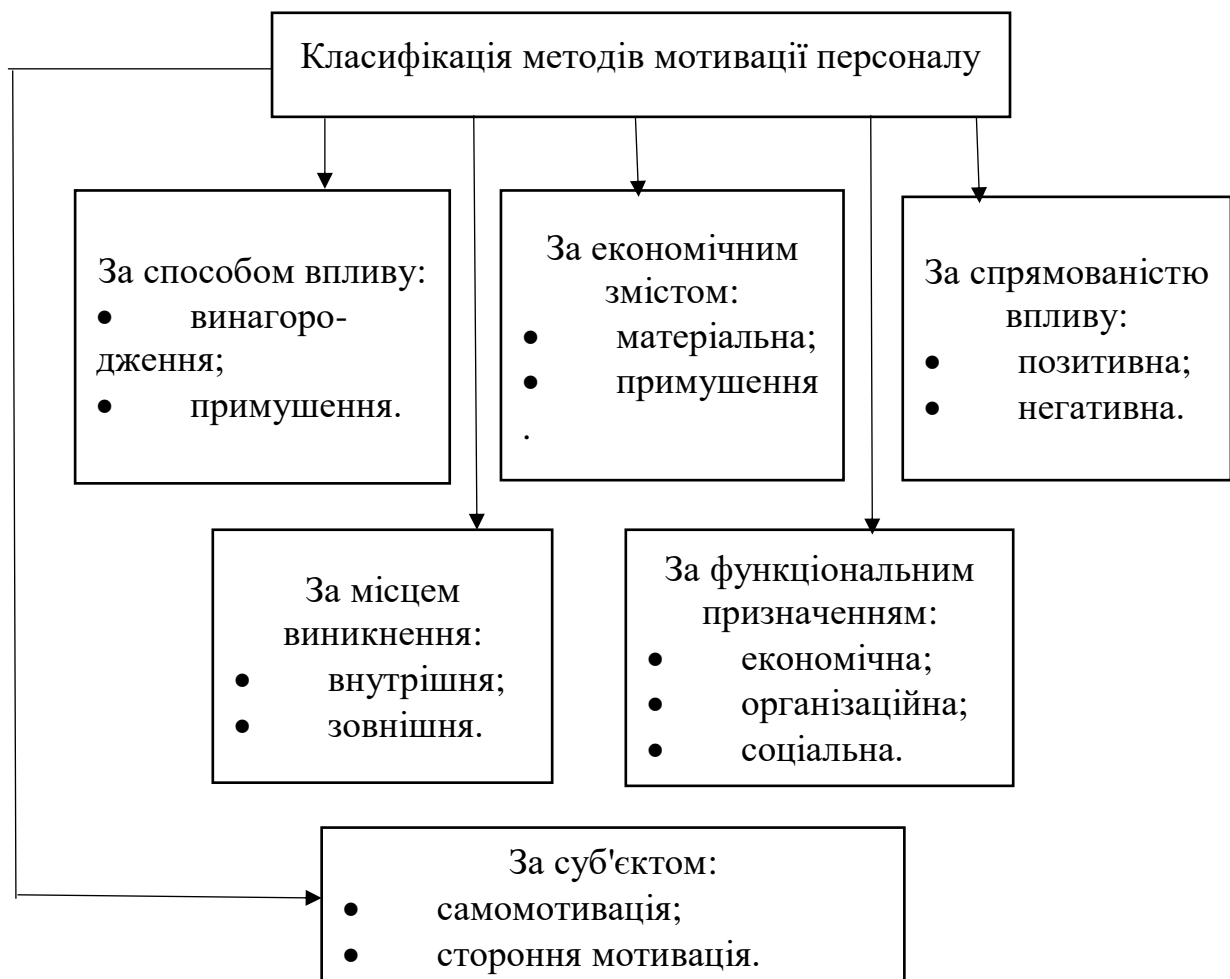 Класифікація методів мотивації персоналу
За способом впливу:
• винагоро-
дження;
• примушення.
За економічним
змістом:
• матеріальна;
• примушення
.
За спрямованістю
впливу:
• позитивна;
• негативна.
За місцем
виникнення:
• внутрішня;
• зовнішня.
За функціональним
призначенням:
• економічна;
• організаційна;
• соціальна.
За суб'єктом:
• самомотивація;
• стороння мотивація.